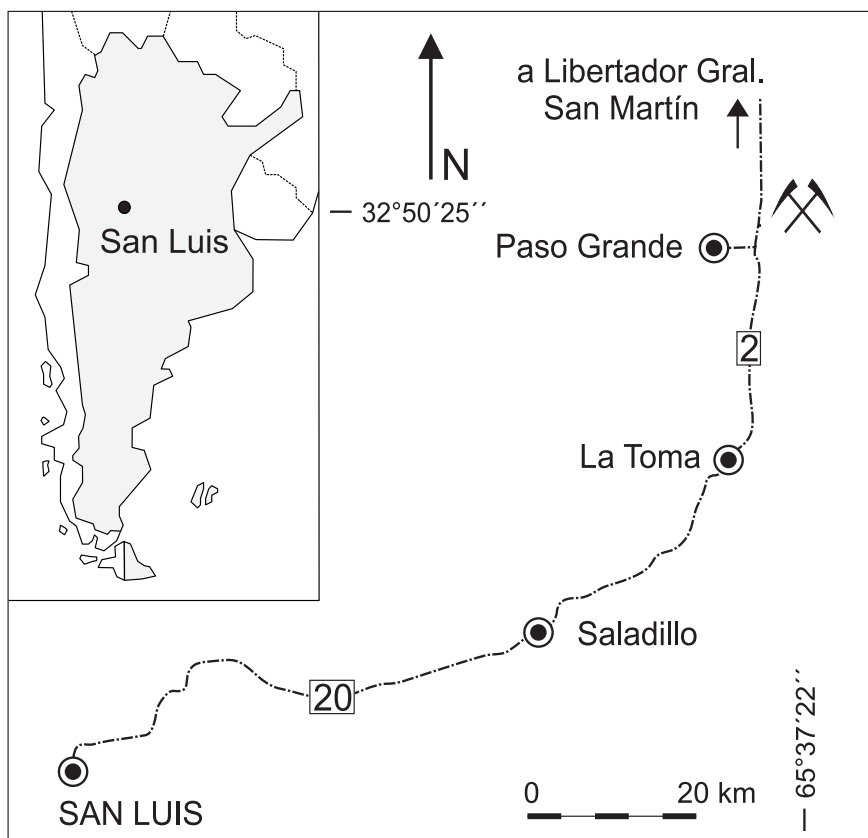 a Libertador Gral.
San Martín
N
32°50´25´´
San Luis
Paso Grande
2
La Toma
Saladillo
20
65°37´22´´
0 20 km
SAN LUIS